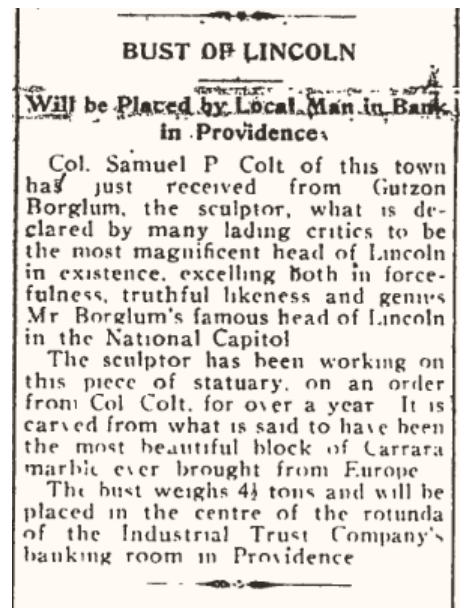 BUST OF LINCOLN
Will be Placed by Local Man in Bank
in Providence.
Col. Samuel P Colt of this town
has just received from Gutzon
Borglum, the sculptor, what is de-
clared by many lading critics to be
the most magnificent head of Lincoln
in existence, excelling both in force-
fulness, truthful likeness and genius
Mr Borglum's famous head of Lincoln
in the National Capitol
The sculptor has been working on
this piece of statuary, on an order
from Col Colt, for over a year It is
carved from what is said to have been
the most beautiful block of Carrara
marble ever brought from Europe
The bust weighs 4½ tons and will be
placed in the centre of the rotunda
of the Industrial Trust Company's
banking room in Providence